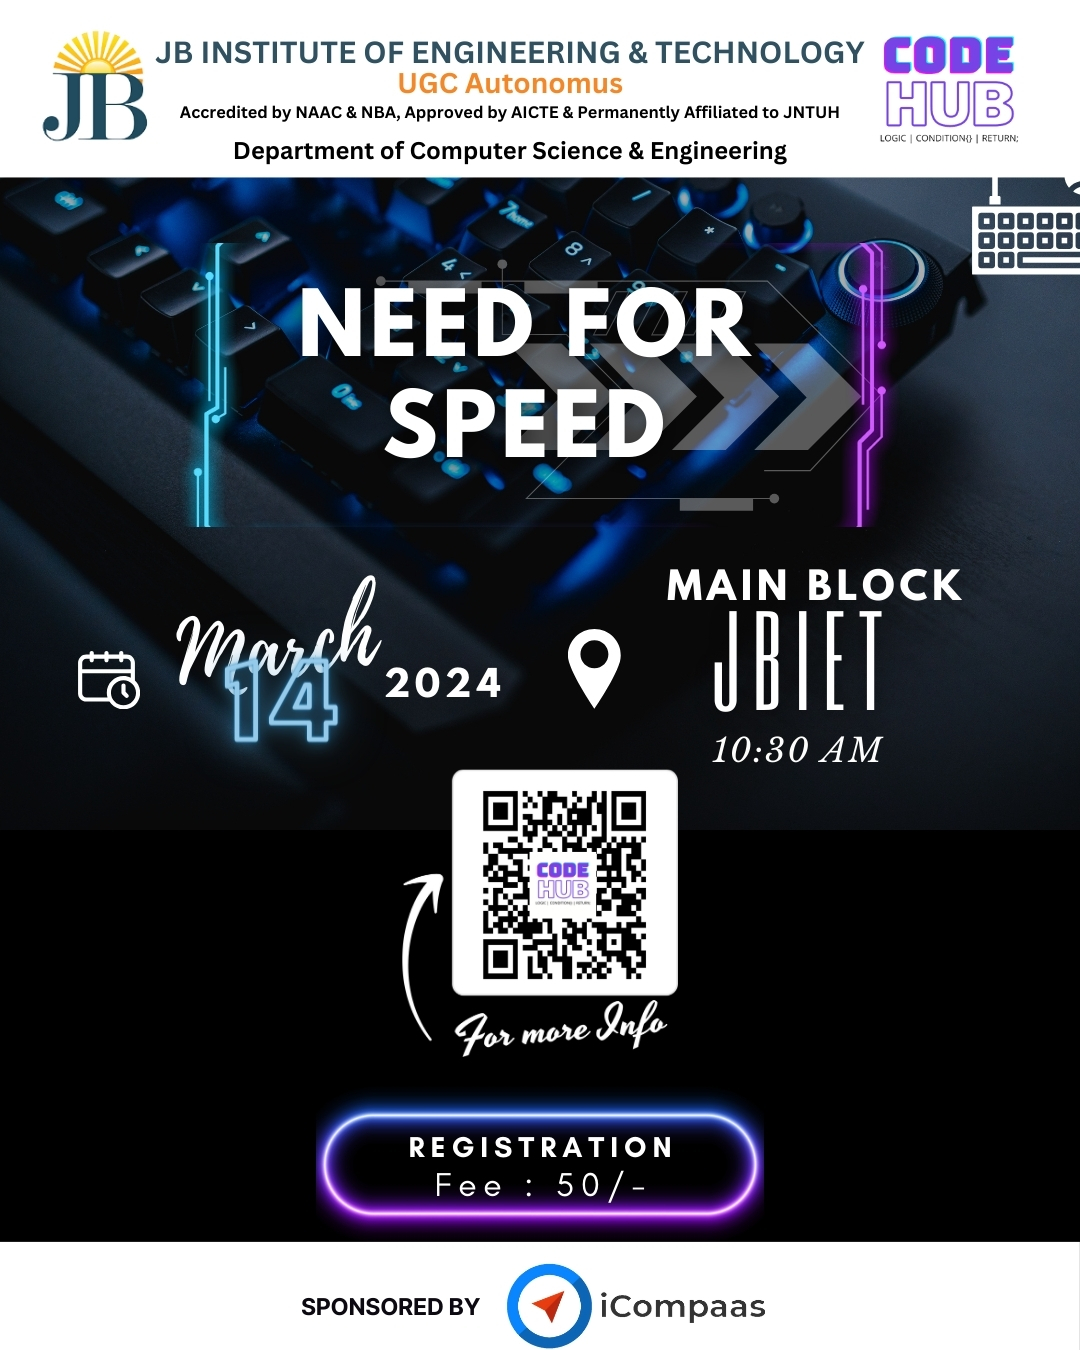 JB INSTITUTE OF ENGINEERING & TECHNOLOGY
UGC Autonomus
Accredited by NAAC & NBA, Approved by AICTE & Permanently Affiliated to JNTUH
Department of Computer Science & Engineering
JB
CODE
HUB
LOGIC | CONDITION{} | RETURN;
NEED FOR
SPEED
March
14
2024
MAIN BLOCK
JBIET
10:30 AM
CODE
HUB
LOGIC | CONDITION{} | RETURN;
For more Info
REGISTRATION
Fee : 50/-
SPONSORED BY
iCompaas